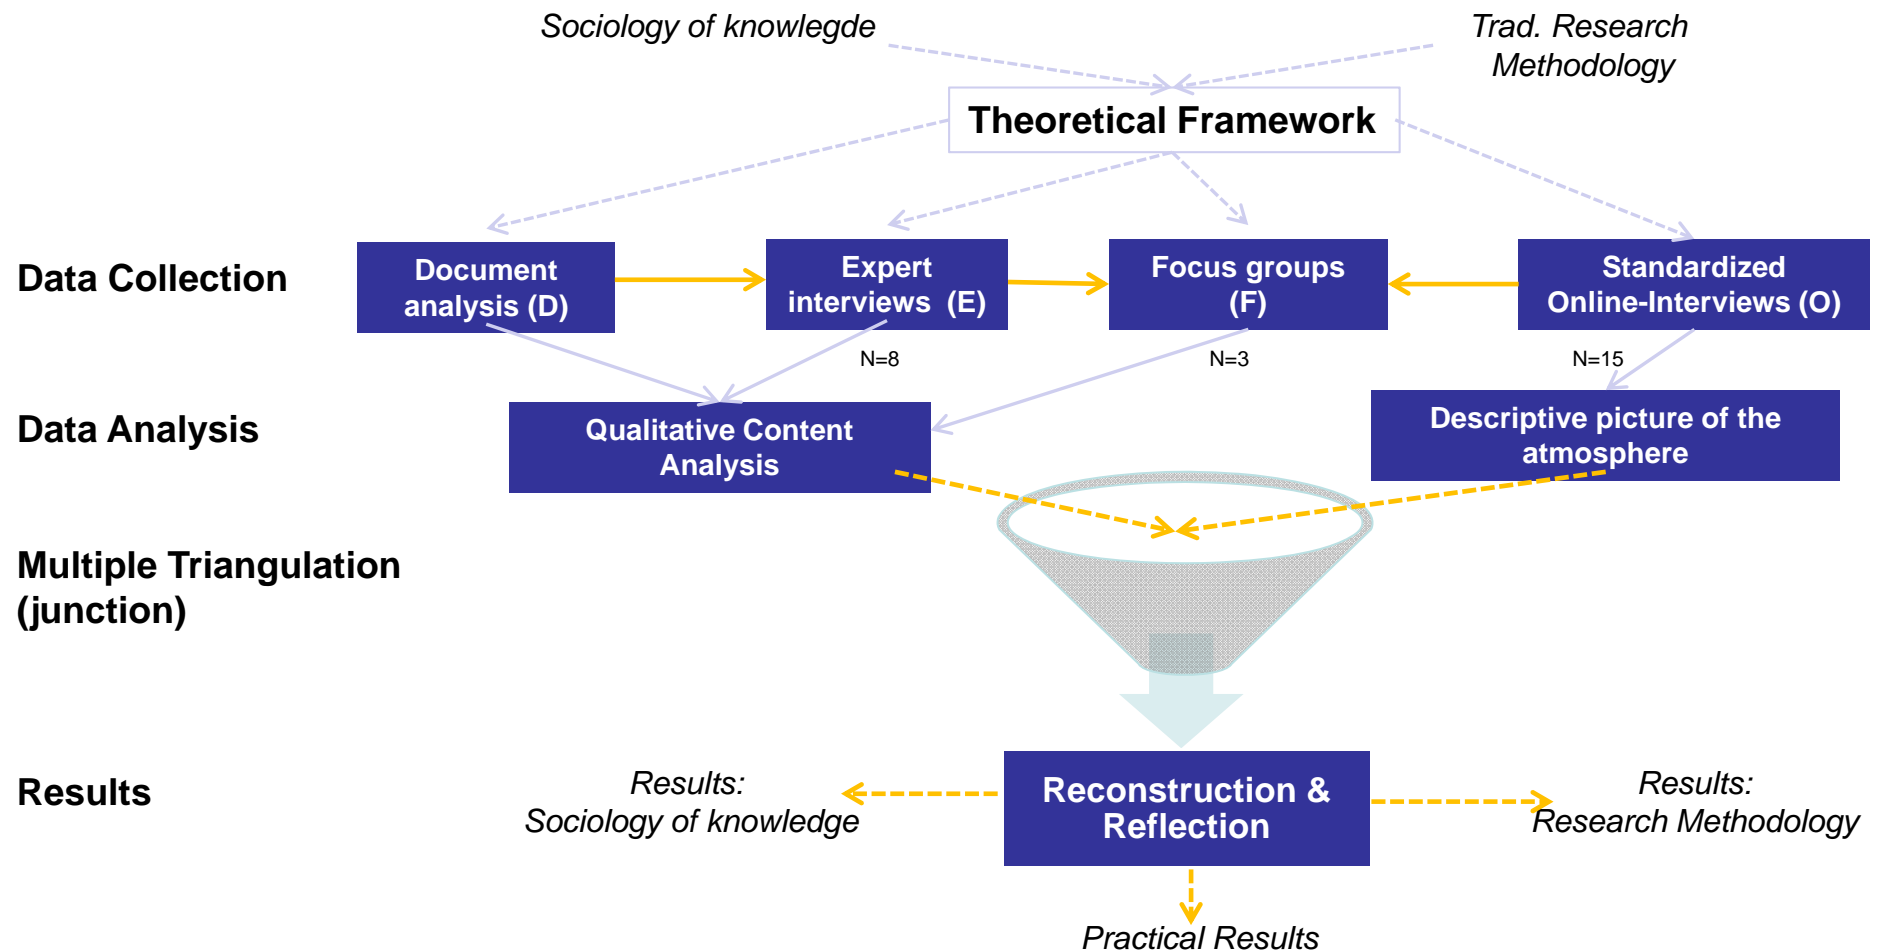 Sociology of knowlegde
Trad. Research
Methodology
Theoretical Framework
Data Collection
Document
analysis (D)
Expert
interviews (E)
Focus groups
(F)
Standardized
Online-Interviews (O)
N=8
N=3
N=15
Data Analysis
Qualitative Content
Analysis
Descriptive picture of the
atmosphere
Multiple Triangulation
(junction)
Results
Results:
Sociology of knowledge
Reconstruction &
Reflection
Results:
Research Methodology
Practical Results